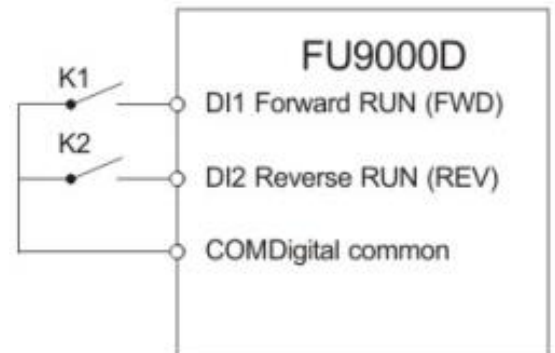 FU9000D
K1
DI1 Forward RUN (FWD)
K2
DI2 Reverse RUN (REV)
COMDigital common